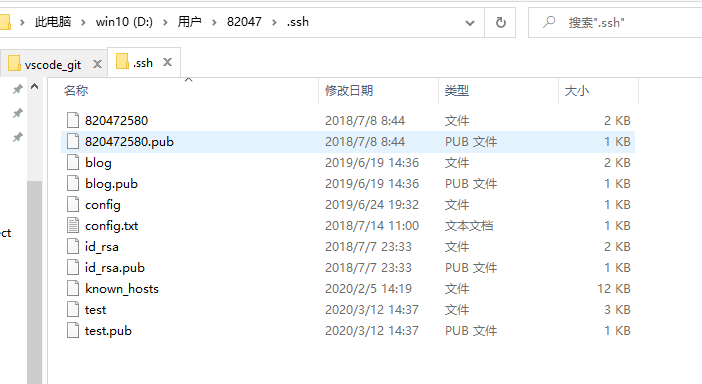 此电脑 › win10 (D:) › 用户 › 82047 › .ssh 搜索".ssh"
vscode_git .ssh
名称 修改日期 类型 大小
820472580 2018/7/8 8:44 文件 2 KB
820472580.pub 2018/7/8 8:44 PUB 文件 1 KB
blog 2019/6/19 14:36 文件 2 KB
blog.pub 2019/6/19 14:36 PUB 文件 1 KB
config 2019/6/24 19:32 文件 1 KB
config.txt 2018/7/14 11:00 文本文档 1 KB
id_rsa 2018/7/7 23:33 文件 2 KB
id_rsa.pub 2018/7/7 23:33 PUB 文件 1 KB
known_hosts 2020/2/5 14:19 文件 12 KB
test 2020/3/12 14:37 文件 3 KB
test.pub 2020/3/12 14:37 PUB 文件 1 KB